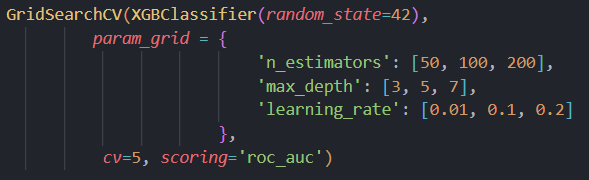 GridSearchCV(XGBClassifier(random_state=42),
param_grid = {
'n_estimators': [50, 100, 200],
'max_depth': [3, 5, 7],
'learning_rate': [0.01, 0.1, 0.2]
},
cv=5, scoring='roc_auc')